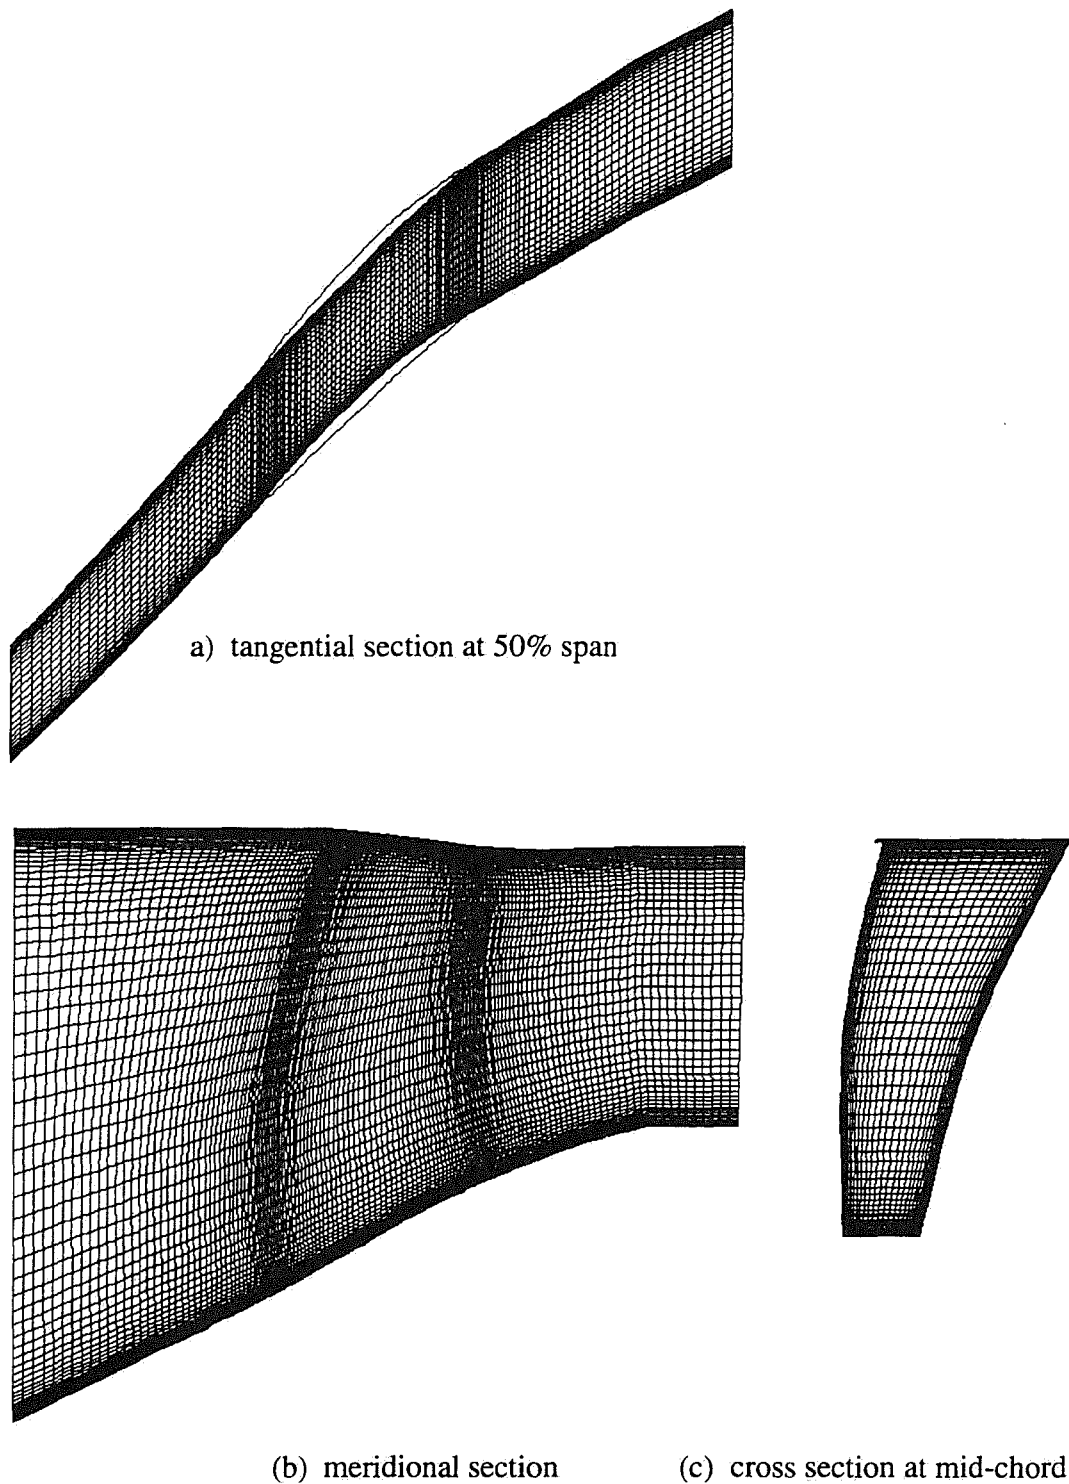 a) tangential section at 50% span
(b) meridional section
(c) cross section at mid-chord